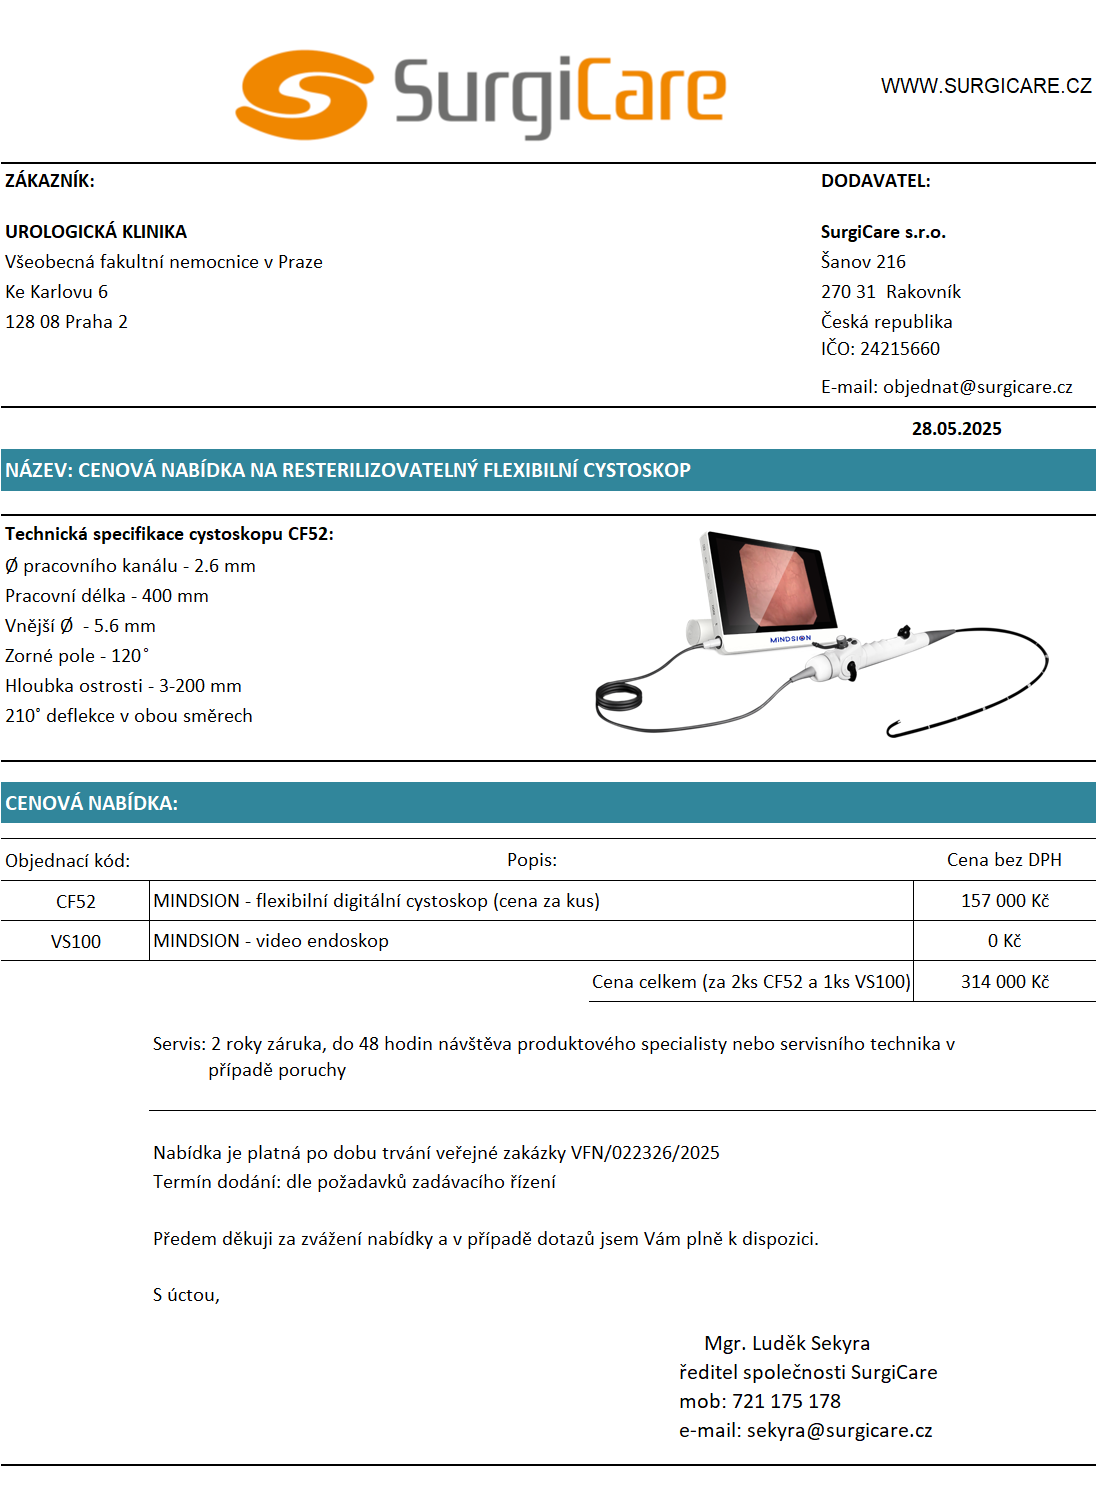 SurgiCare
WWW.SURGICARE.CZ
ZÁKAZNÍK:
DODAVATEL:
UROLOGICKÁ KLINIKA
SurgiCare s.r.o.
Všeobecná fakultní nemocnice v Praze
Šanov 216
Ke Karlovu 6
270 31  Rakovník
128 08 Praha 2
Česká republika
IČO: 24215660
E-mail: objednat@surgicare.cz
28.05.2025
NÁZEV: CENOVÁ NABÍDKA NA RESTERILIZOVATELNÝ FLEXIBILNÍ CYSTOSKOP
Technická specifikace cystoskopu CF52:
Ø pracovního kanálu - 2.6 mm
Pracovní délka - 400 mm
Vnější Ø  - 5.6 mm
Zorné pole - 120˚
Hloubka ostrosti - 3-200 mm
210˚ deflekce v obou směrech
MINDSION
CENOVÁ NABÍDKA:
Objednací kód: Popis: Cena bez DPH
CF52 MINDSION - flexibilní digitální cystoskop (cena za kus) 157 000 Kč
VS100 MINDSION - video endoskop 0 Kč
Cena celkem (za 2ks CF52 a 1ks VS100) 314 000 Kč
Servis: 2 roky záruka, do 48 hodin návštěva produktového specialisty nebo servisního technika v
případě poruchy
Nabídka je platná po dobu trvání veřejné zakázky VFN/022326/2025
Termín dodání: dle požadavků zadávacího řízení
Předem děkuji za zvážení nabídky a v případě dotazů jsem Vám plně k dispozici.
S úctou,
Mgr. Luděk Sekyra
ředitel společnosti SurgiCare
mob: 721 175 178
e-mail: sekyra@surgicare.cz